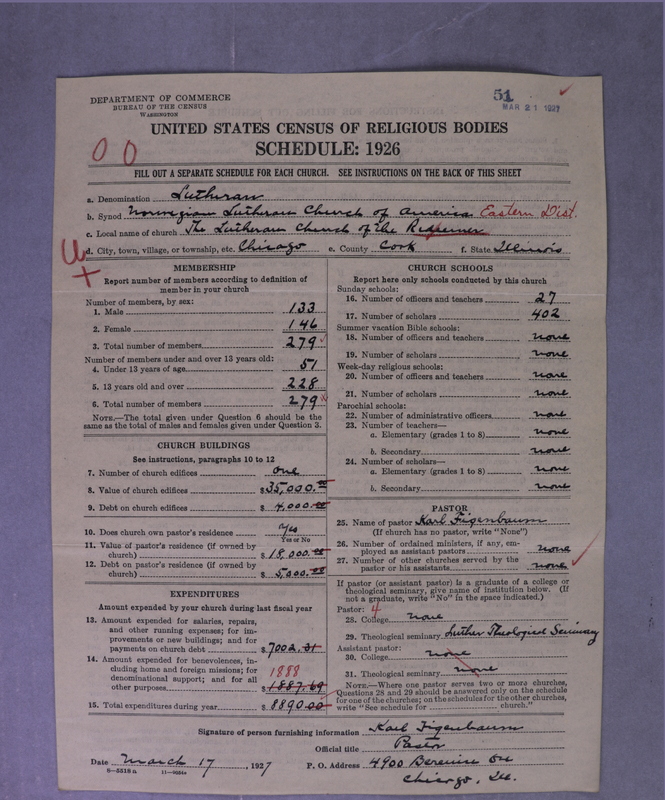 DEPARTMENT OF COMMERCE
BUREAU OF THE CENSUS
WASHINGTON
51
MAR 21 1927
UNITED STATES CENSUS OF RELIGIOUS BODIES
SCHEDULE: 1926
00
FILL OUT A SEPARATE SCHEDULE FOR EACH CHURCH. SEE INSTRUCTIONS ON THE BACK OF THIS SHEET
a. Denomination Lutheran
b. Synod Norwegian Lutheran Church of America Eastern Dist.
c. Local name of church The Lutheran Church of the Redeemer
d. City, town, village, or township, etc. Chicago e. County Cook f. State Illinois
U+
MEMBERSHIP
Report number of members according to definition of
member in your church
Number of members, by sex:
1. Male 133
2. Female 146
3. Total number of members 279
Number of members under and over 13 years old:
4. Under 13 years of age 51
5. 13 years old and over 228
6. Total number of members 279
NOTE.—The total given under Question 6 should be the
same as the total of males and females given under Question 3.
CHURCH BUILDINGS
See instructions, paragraphs 10 to 12
7. Number of church edifices one
8. Value of church edifices $35,000.00
9. Debt on church edifices $4,000.00
10. Does church own pastor's residence? Yes
Yes or No
11. Value of pastor's residence (if owned by
church) $18,000.00
12. Debt on pastor's residence (if owned by
church) $5,000.00
EXPENDITURES
Amount expended by your church during last fiscal year
13. Amount expended for salaries, repairs,
and other running expenses; for im-
provements or new buildings; and for
payments on church debt $7002.31
14. Amount expended for benevolences, in-
cluding home and foreign missions; for
denominational support; and for all
other purposes 1888 $1887.69
15. Total expenditures during year $8890.00
CHURCH SCHOOLS
Report here only schools conducted by this church
Sunday schools:
16. Number of officers and teachers 27
17. Number of scholars 402
Summer vacation Bible schools:
18. Number of officers and teachers none
19. Number of scholars none
Week-day religious schools:
20. Number of officers and teachers none
21. Number of scholars none
Parochial schools:
22. Number of administrative officers none
23. Number of teachers—
a. Elementary (grades 1 to 8) none
b. Secondary none
24. Number of scholars—
a. Elementary (grades 1 to 8) none
b. Secondary none
PASTOR
25. Name of pastor Karl Figenbaum
(If church has no pastor, write "None")
26. Number of ordained ministers, if any, em-
ployed as assistant pastors none
27. Number of other churches served by the
pastor or his assistants none
If pastor (or assistant pastor) is a graduate of a college or
theological seminary, give name of institution below. (If
not a graduate, write "No" in the space indicated.)
Pastor: 4
28. College none
29. Theological seminary Luther Theological Seminary
Assistant pastor:
30. College none
31. Theological seminary none
NOTE.—Where one pastor serves two or more churches,
Questions 28 and 29 should be answered only on the schedule
for one of the churches; on the schedules for the other churches,
write "See schedule for church."
Signature of person furnishing information Karl Figenbaum
Official title Pastor
Date March 17, 1927 P. O. Address 4900
8—5518 a
Chicago, Ill.